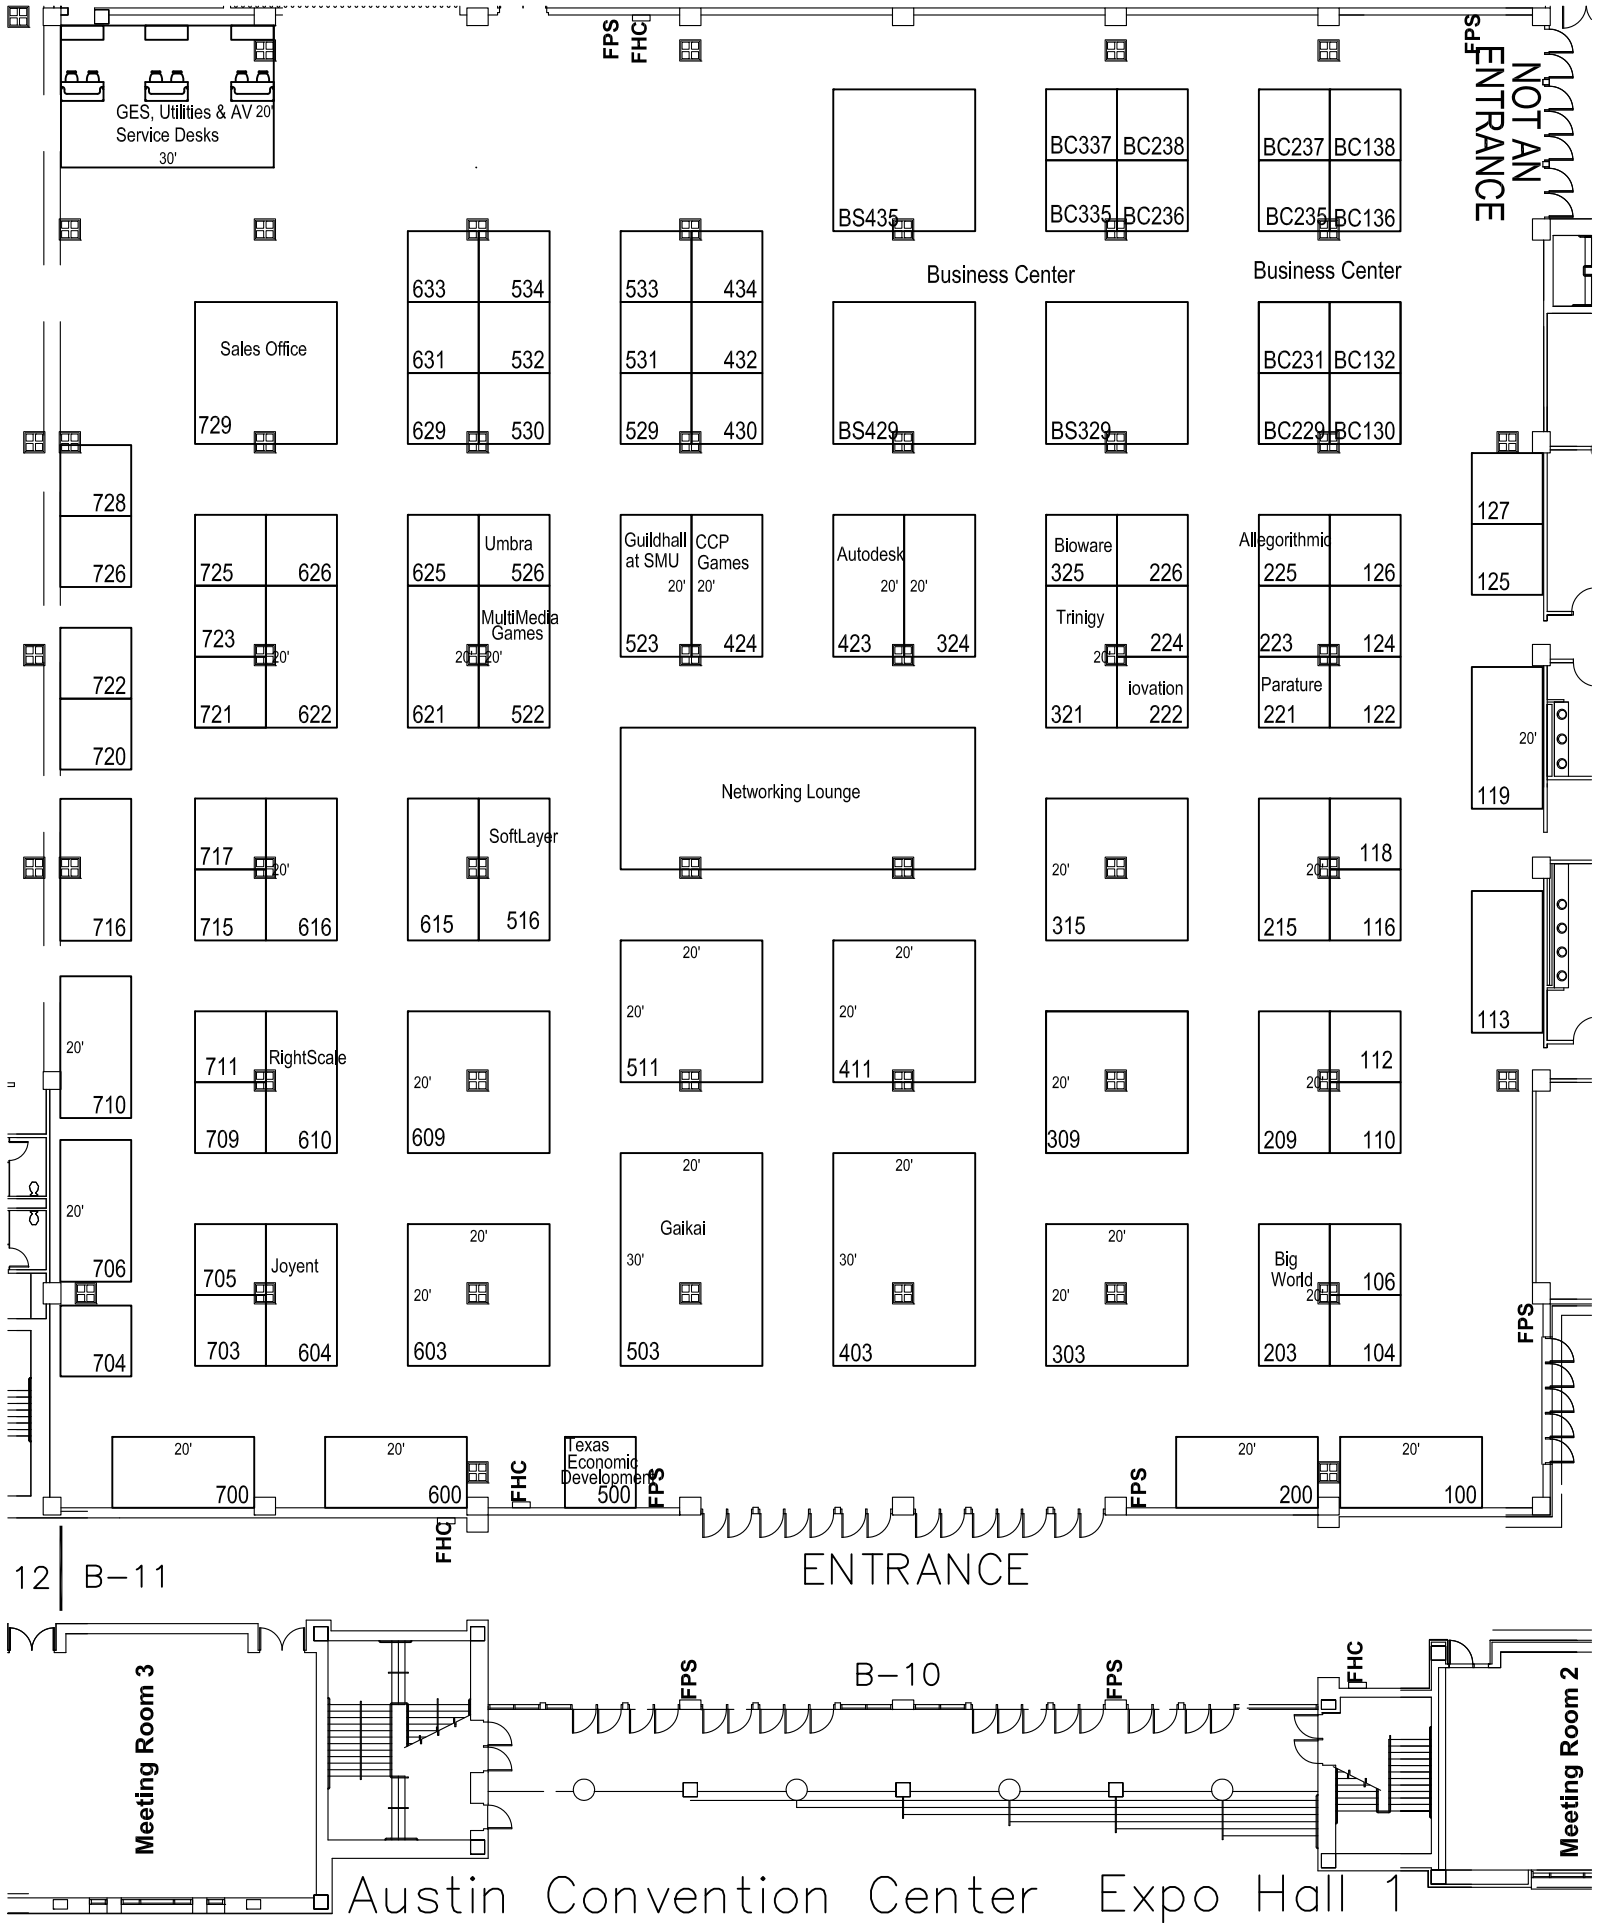 FPS
FHC
FPS
NOT AN
ENTRANCE
GES, Utilities & AV 20'
Service Desks
30'
BC337 BC238
BC237 BC138
BS435
BC335 BC236
BC235 BC136
Business Center
Business Center
633 534
533 434
Sales Office
631 532
531 432
BC231 BC132
729
629 530
529 430
BS429
BS329
BC229 BC130
728
127
Umbra
Guildhall
at SMU
CCP
Games
Autodesk
Bioware
Allegorithmic
726
725 626
625 526
20' 20'
20' 20'
325 226
225 126
125
MultiMedia
Games
Trinigy
723
20'
20' 20'
523 424
423 324
20'
224
223 124
722
iovation
Parature
721 622
621 522
321 222
221 122
720
20'
119
Networking Lounge
717
20'
SoftLayer
20'
20'
118
716
715 616
615 516
315
215 116
20'
20'
113
20'
711
RightScale
20'
20'
511
20'
411
20'
20'
112
710
709 610
609
309
209 110
20'
20'
20'
706
705
Joyent
20'
20'
Gaikai
30'
30'
20'
20'
Big
World
20'
106
704
703 604
603
503
403
303
203 104
FPS
20'
700
20'
600
FHC
Texas
Economic
Development
500
FPS
FPS
20'
200
20'
100
FHC
ENTRANCE
12 B-11
Meeting Room 3
FPS
B-10
FPS
FHC
Meeting Room 2
Austin Convention Center Expo Hall 1